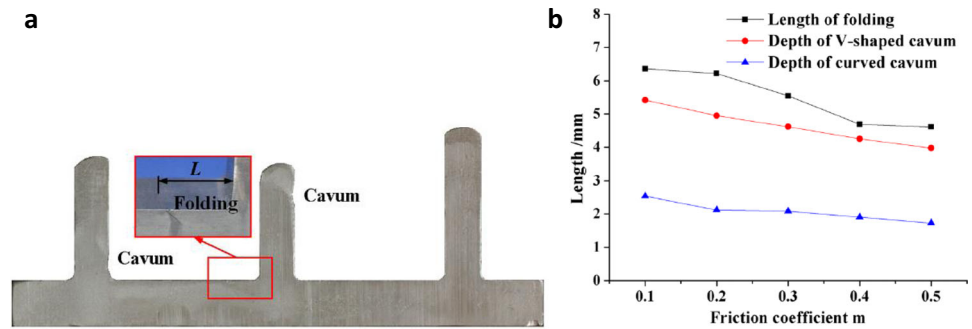 a
L
Folding
Cavum
Cavum
b
Length of folding
Depth of V-shaped cavum
Depth of curved cavum
Length /mm
8
7
6
5
4
3
2
1
0
0.1 0.2 0.3 0.4 0.5
Friction coefficient m